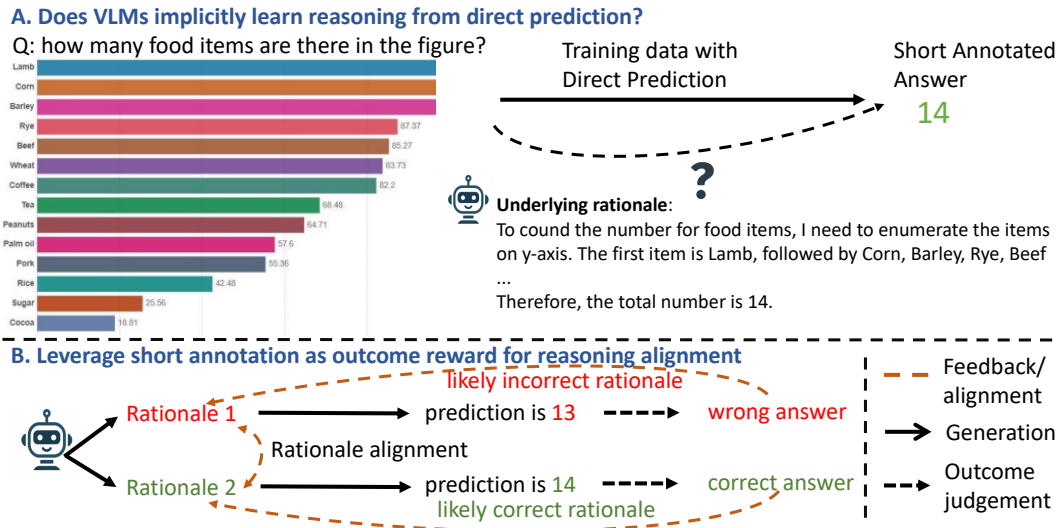 A. Does VLMs implicitly learn reasoning from direct prediction?
Q: how many food items are there in the figure?
Lamb
Corn
Barley
Rye 87.37
Beef 85.27
Wheat 83.73
Coffee 82.2
Tea 68.48
Peanuts 64.71
Palm oil 57.6
Pork 55.36
Rice 42.48
Sugar 25.56
Cocoa 18.81
Training data with
Direct Prediction
Short Annotated
Answer
14
?
Underlying rationale:
To cound the number for food items, I need to enumerate the items
on y-axis. The first item is Lamb, followed by Corn, Barley, Rye, Beef
...
Therefore, the total number is 14.
B. Leverage short annotation as outcome reward for reasoning alignment
likely incorrect rationale
Rationale 1 prediction is 13 wrong answer
Rationale alignment
Rationale 2 prediction is 14 correct answer
likely correct rationale
Feedback/
alignment
Generation
Outcome
judgement